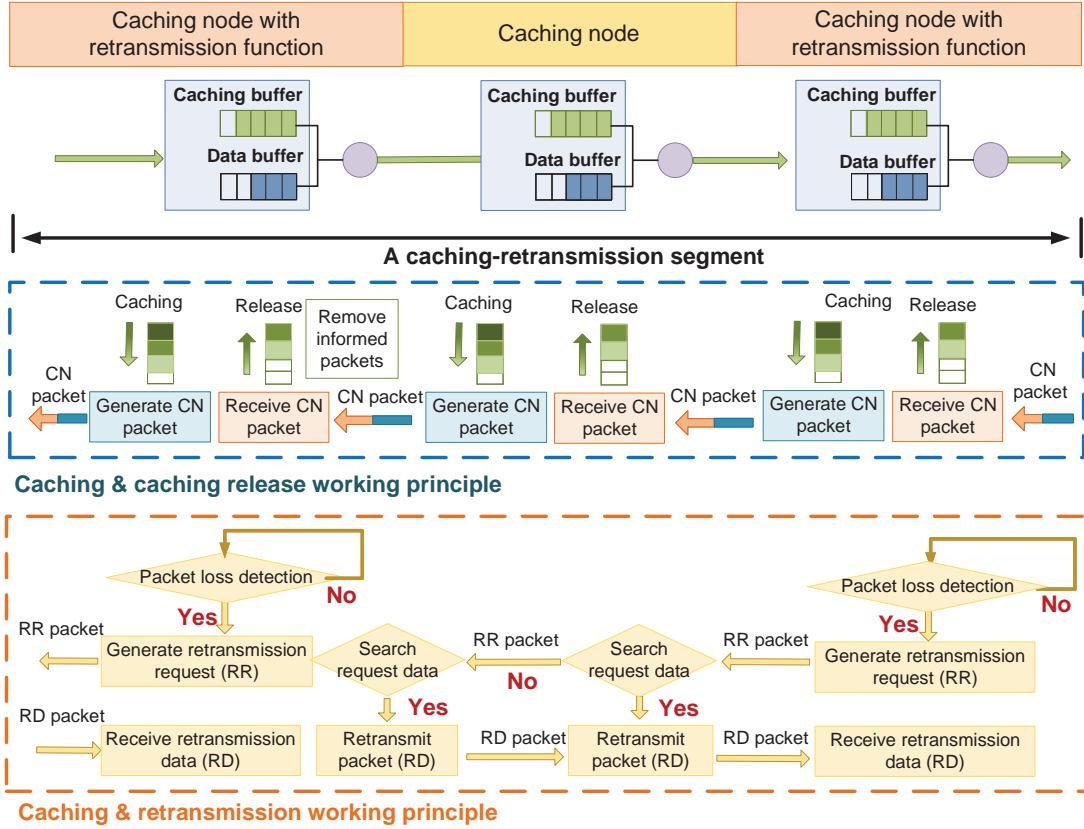 Caching node with
retransmission function
Caching node
Caching node with
retransmission function
Caching buffer
Data buffer
Caching buffer
Data buffer
Caching buffer
Data buffer
A caching-retransmission segment
Caching
Release
Remove
informed
packets
Caching
Release
Caching
Release
CN
packet
Generate CN
packet
Receive CN
packet
CN packet
Generate CN
packet
Receive CN
packet
CN packet
Generate CN
packet
Receive CN
packet
CN
packet
Caching & caching release working principle
Packet loss detection
No
Yes
Packet loss detection
No
Yes
RR packet
Generate retransmission
request (RR)
Search
request data
RR packet
No
Search
request data
RR packet
Generate retransmission
request (RR)
Yes
Yes
RD packet
Receive retransmission
data (RD)
Retransmit
packet (RD)
RD packet
Retransmit
packet (RD)
RD packet
Receive retransmission
data (RD)
Caching & retransmission working principle